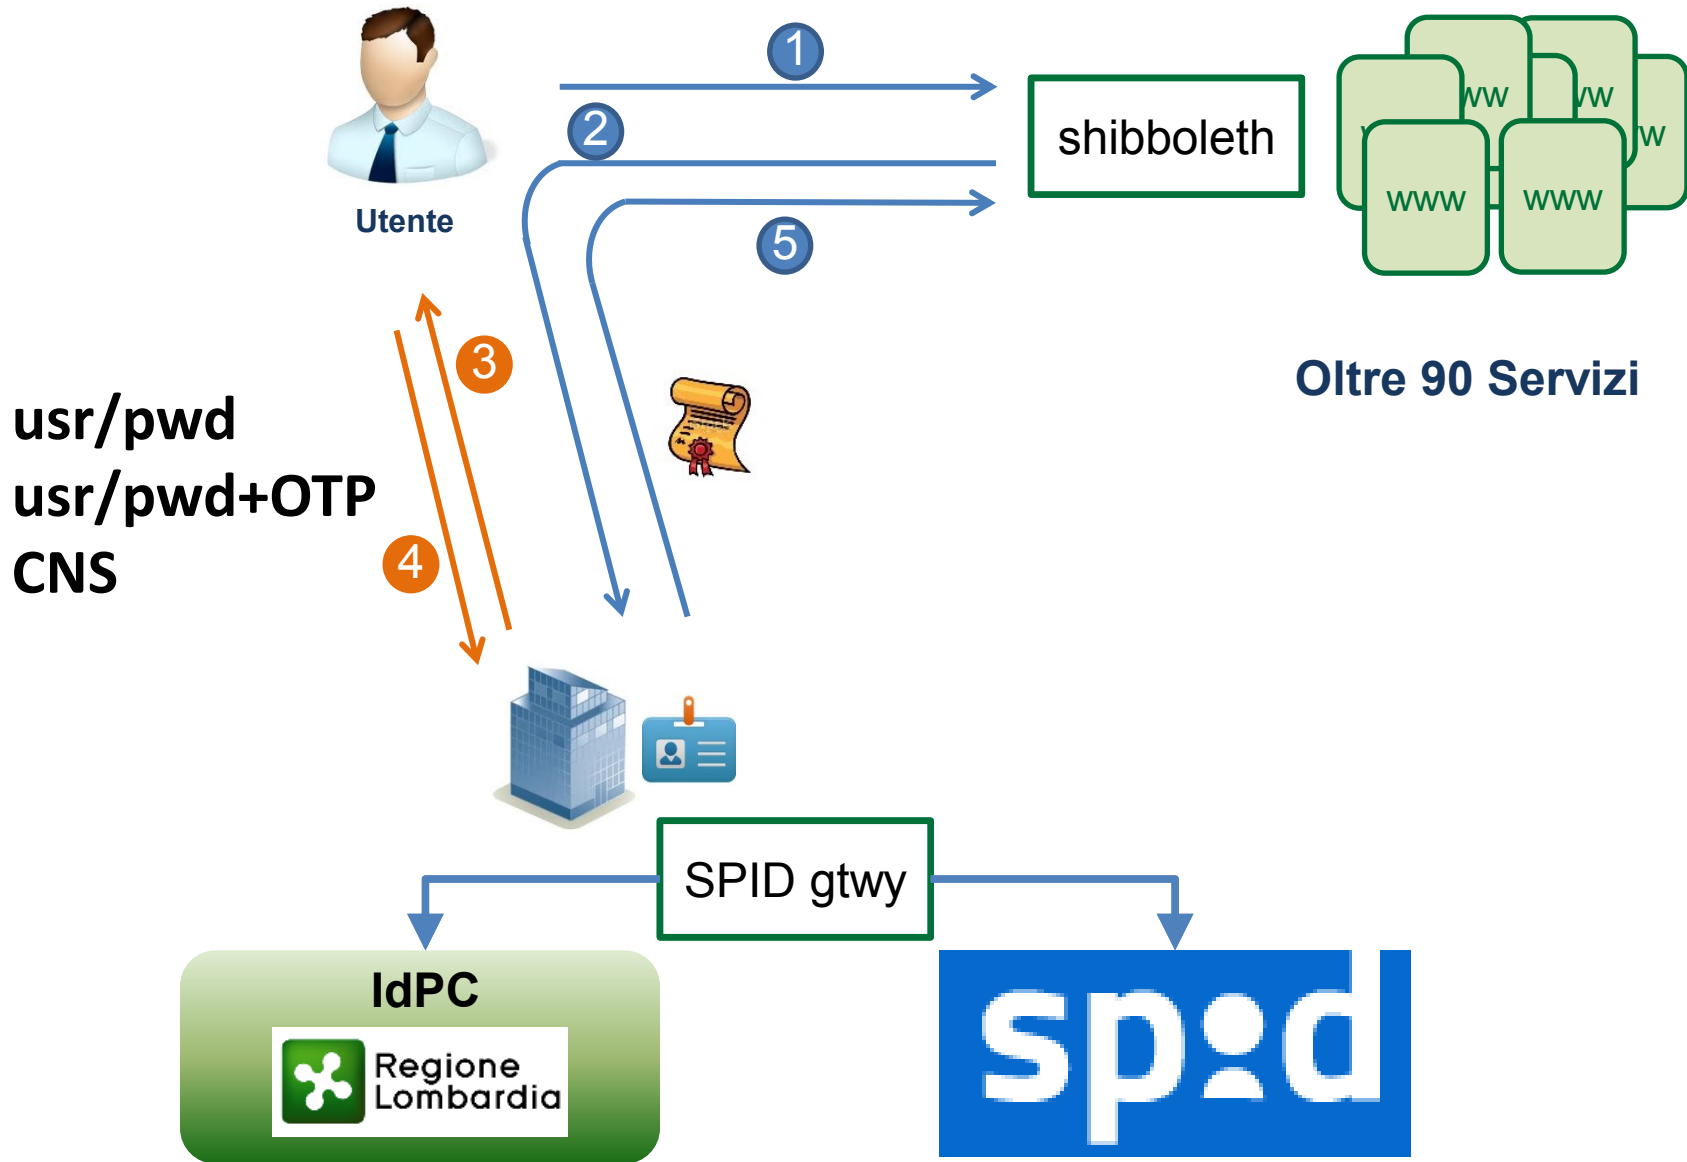 1
2
shibboleth
www
www
ww
Utente
5
3
Oltre 90 Servizi
usr/pwd
usr/pwd+OTP
CNS
4
SPID gtwy
IdPC
Regione
Lombardia
spid